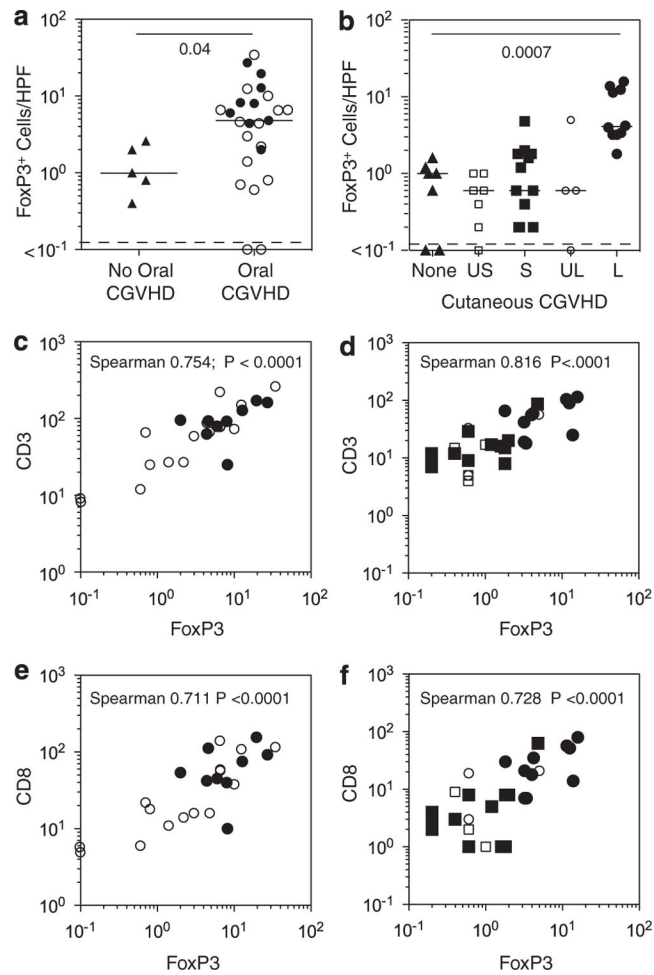 a
10²
10¹
10⁰
<10⁻¹
FoxP3⁺ Cells/HPF
0.04
No Oral
CGVHD
Oral
CGVHD
b
10²
10¹
10⁰
<10⁻¹
FoxP3⁺ Cells/HPF
0.0007
None US S UL L
Cutaneous CGVHD
c
10³
10²
10¹
10⁰
CD3
Spearman 0.754; P < 0.0001
10⁻¹ 10⁰ 10¹ 10²
FoxP3
d
10³
10²
10¹
10⁰
10⁻¹
CD3
Spearman 0.816 P<.0001
10⁻¹ 10⁰ 10¹ 10²
FoxP3
e
10³
10²
10¹
10⁰
CD8
Spearman 0.711 P <0.0001
10⁻¹ 10⁰ 10¹ 10²
FoxP3
f
10³
10²
10¹
10⁰
10⁻¹
CD8
Spearman 0.728 P <0.0001
10⁻¹ 10⁰ 10¹ 10²
FoxP3